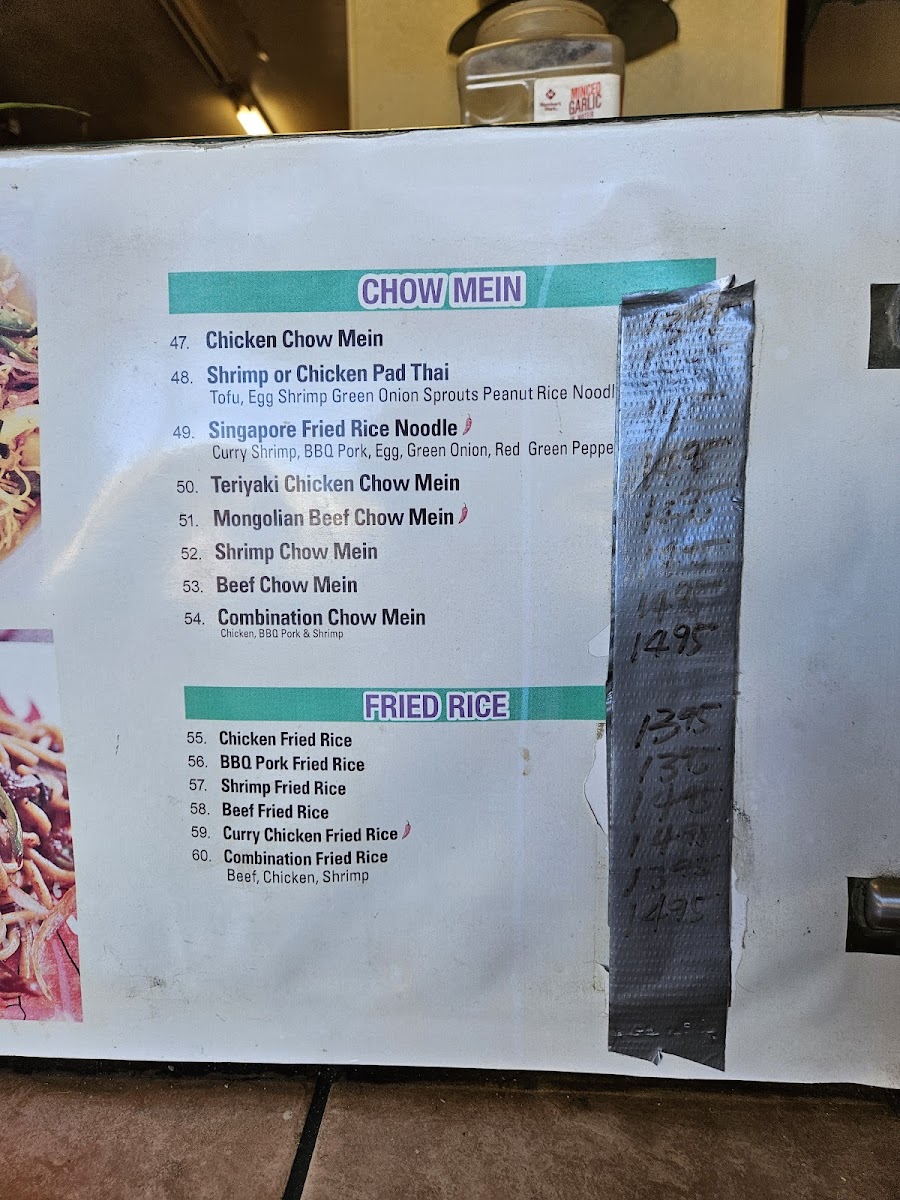 MINCED
GARLIC
CHOW MEIN
47. Chicken Chow Mein
48. Shrimp or Chicken Pad Thai
Tofu, Egg Shrimp Green Onion Sprouts Peanut Rice Noodl
49. Singapore Fried Rice Noodle
Curry Shrimp, BBQ Pork, Egg, Green Onion, Red Green Peppe
1495
50. Teriyaki Chicken Chow Mein
51. Mongolian Beef Chow Mein
52. Shrimp Chow Mein
53. Beef Chow Mein 1495
54. Combination Chow Mein 1495
Chicken, BBQ Pork & Shrimp
FRIED RICE
55. Chicken Fried Rice 1395
56. BBQ Pork Fried Rice
57. Shrimp Fried Rice 1495
58. Beef Fried Rice 1495
59. Curry Chicken Fried Rice 1395
60. Combination Fried Rice 1495
Beef, Chicken, Shrimp